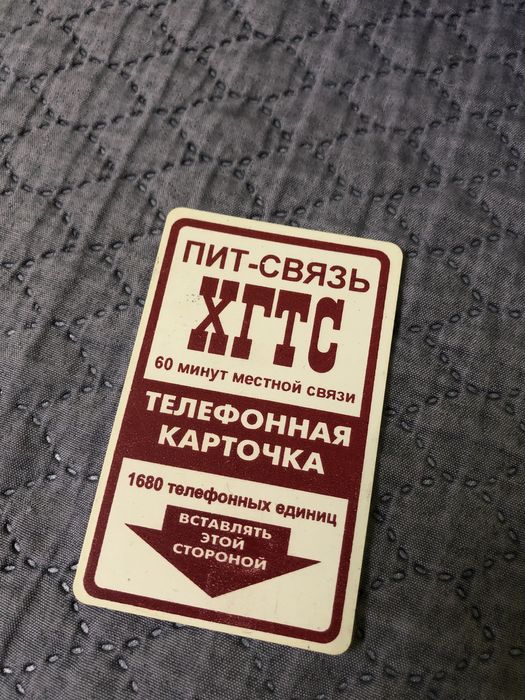 ПИТ-СВЯЗЬ
ХГТС
60 минут местной связи
ТЕЛЕФОННАЯ
КАРТОЧКА
1680 телефонных единиц
ВСТАВЛЯТЬ
ЭТОЙ
СТОРОНОЙ